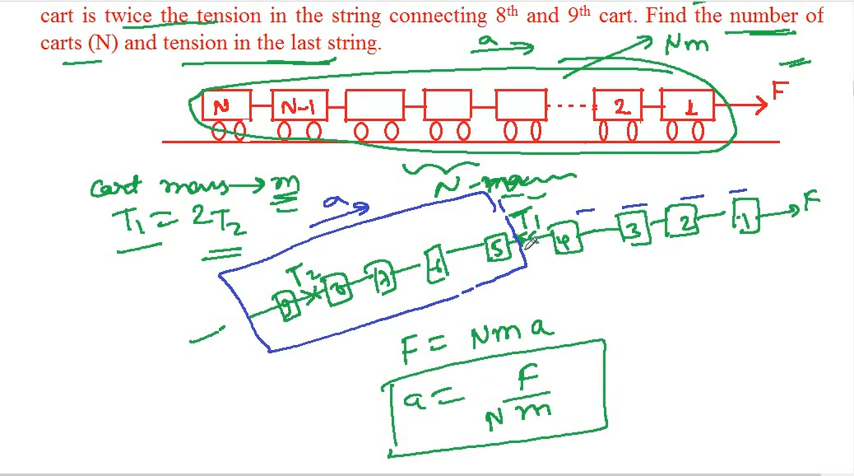 cart is twice the tension in the string connecting 8th and 9th cart. Find the number of
carts (N) and tension in the last string.
a
Nm
F
N N-1 2 1
cart mass → m
N-mass
a
T1 = 2T2
T1
F
T2
9 8 7 6 5 4 3 2 1
F = Nma
a = F
Nm